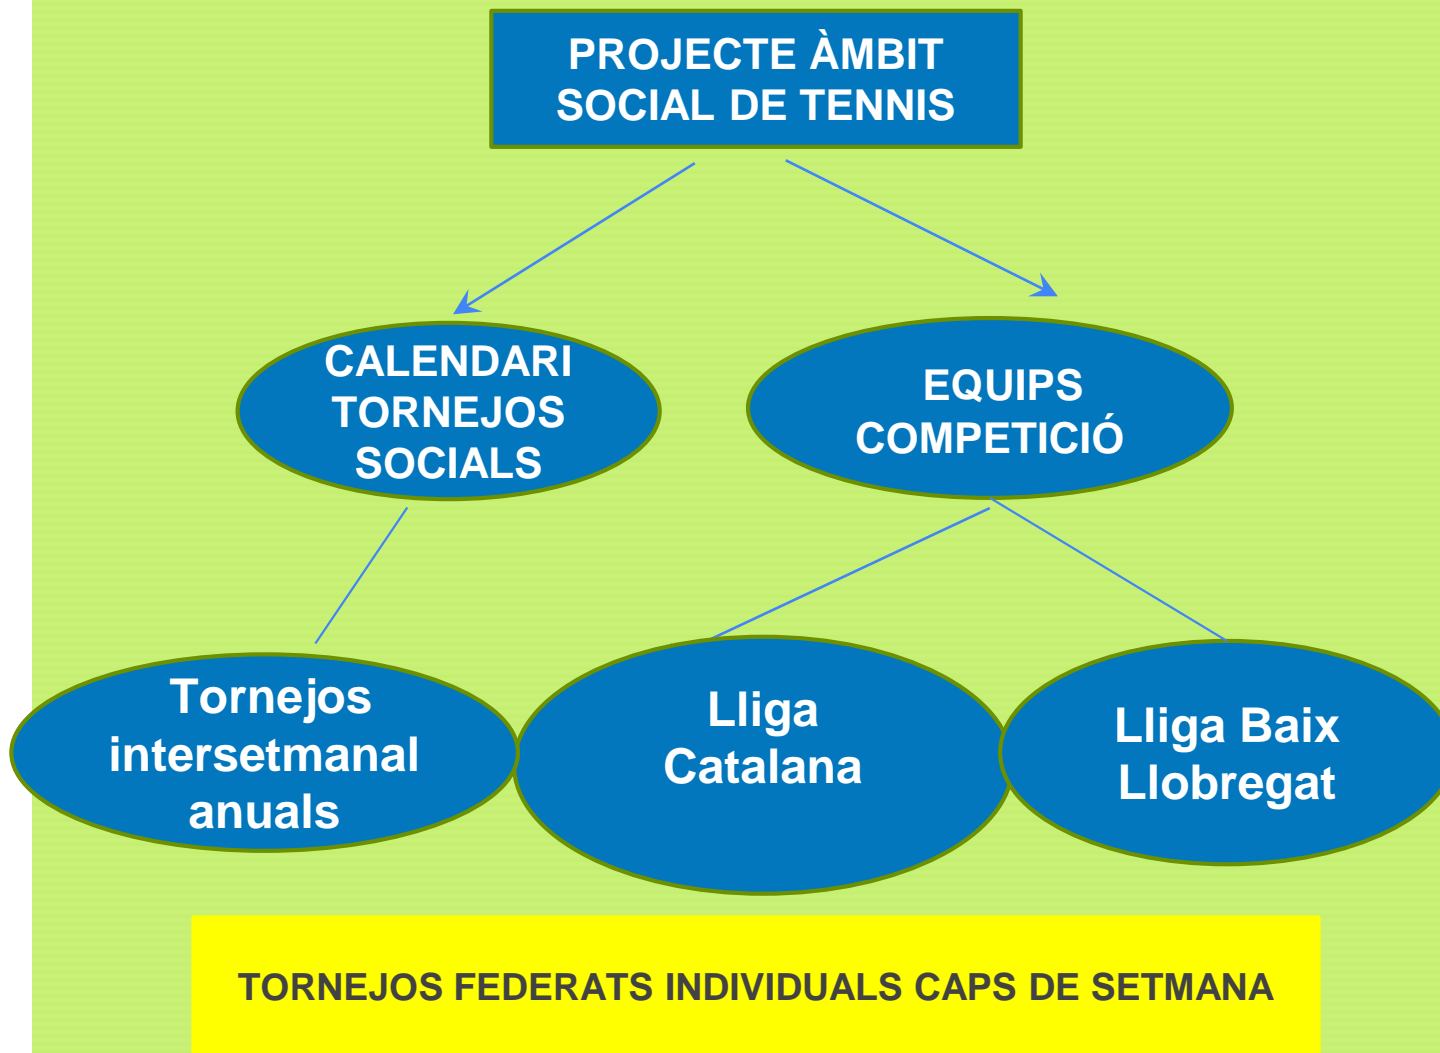 PROJECTE ÀMBIT
SOCIAL DE TENNIS
CALENDARI
TORNEJOS
SOCIALS
EQUIPS
COMPETICIÓ
Tornejos
intersetmanal
anuals
Lliga
Catalana
Lliga Baix
Llobregat
TORNEJOS FEDERATS INDIVIDUALS CAPS DE SETMANA